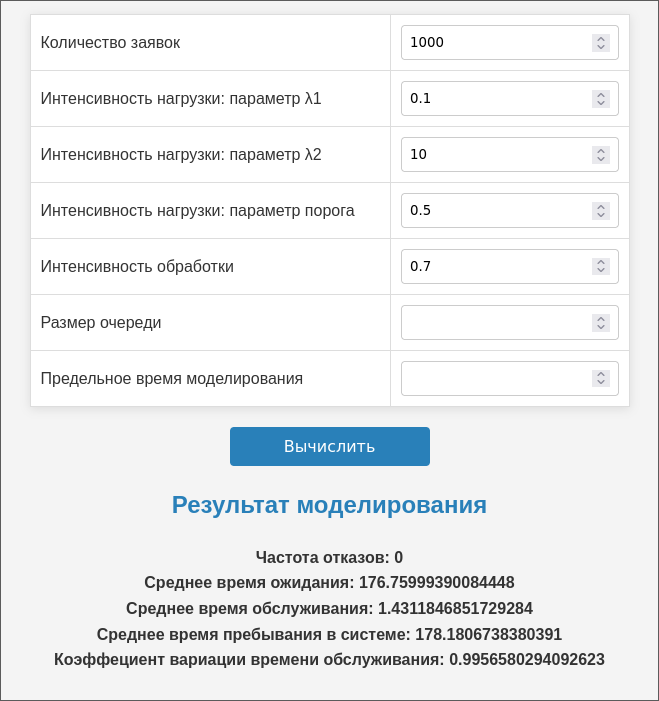 Количество заявок 1000
Интенсивность нагрузки: параметр λ1 0.1
Интенсивность нагрузки: параметр λ2 10
Интенсивность нагрузки: параметр порога 0.5
Интенсивность обработки 0.7
Размер очереди
Предельное время моделирования
Вычислить
Результат моделирования
Частота отказов: 0
Среднее время ожидания: 176.75999390084448
Среднее время обслуживания: 1.4311846851729284
Среднее время пребывания в системе: 178.1806738380391
Коэффециент вариации времени обслуживания: 0.9956580294092623